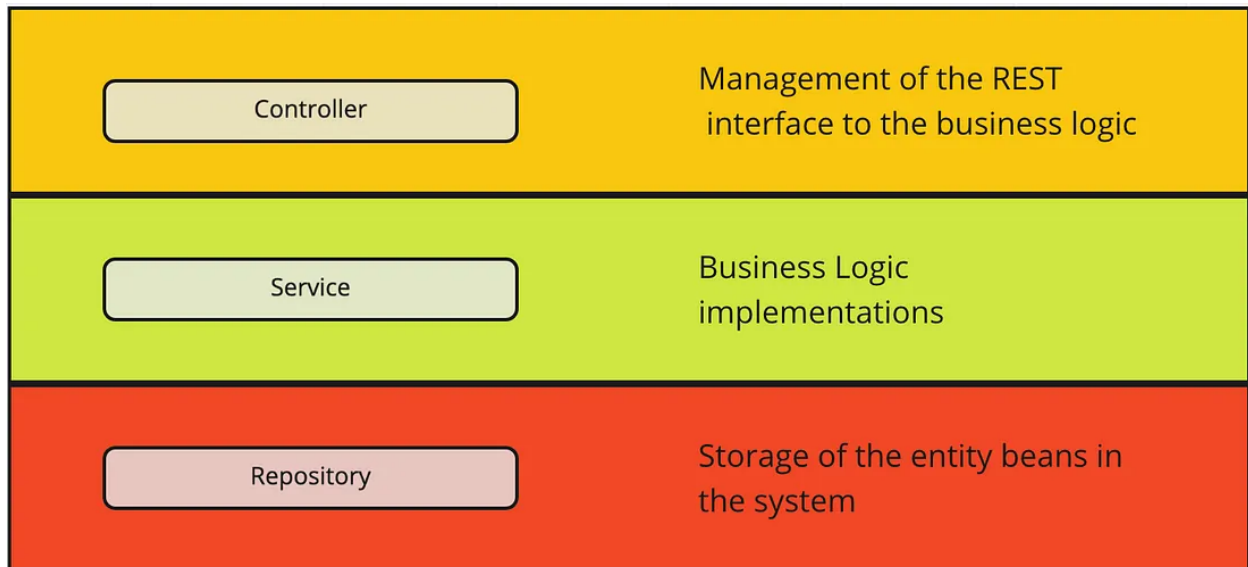 Controller
Management of the REST
interface to the business logic
Service
Business Logic
implementations
Repository
Storage of the entity beans in
the system